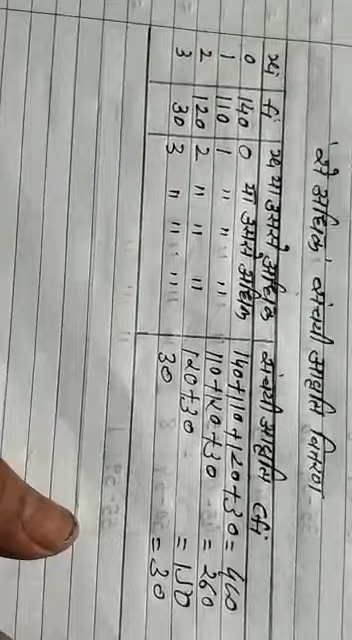 'से अधिक' संचयी आवृत्ति वितरण
xi fi x या उससे अधिक संचयी आवृत्ति cfi
0 140 0 या उससे अधिक 140+110+120+30 = 400
1 110 1 " " "" 110+120+30 = 260
2 120 2 " " " 120+30 = 150
3 30 3 " "" "" 30 = 30